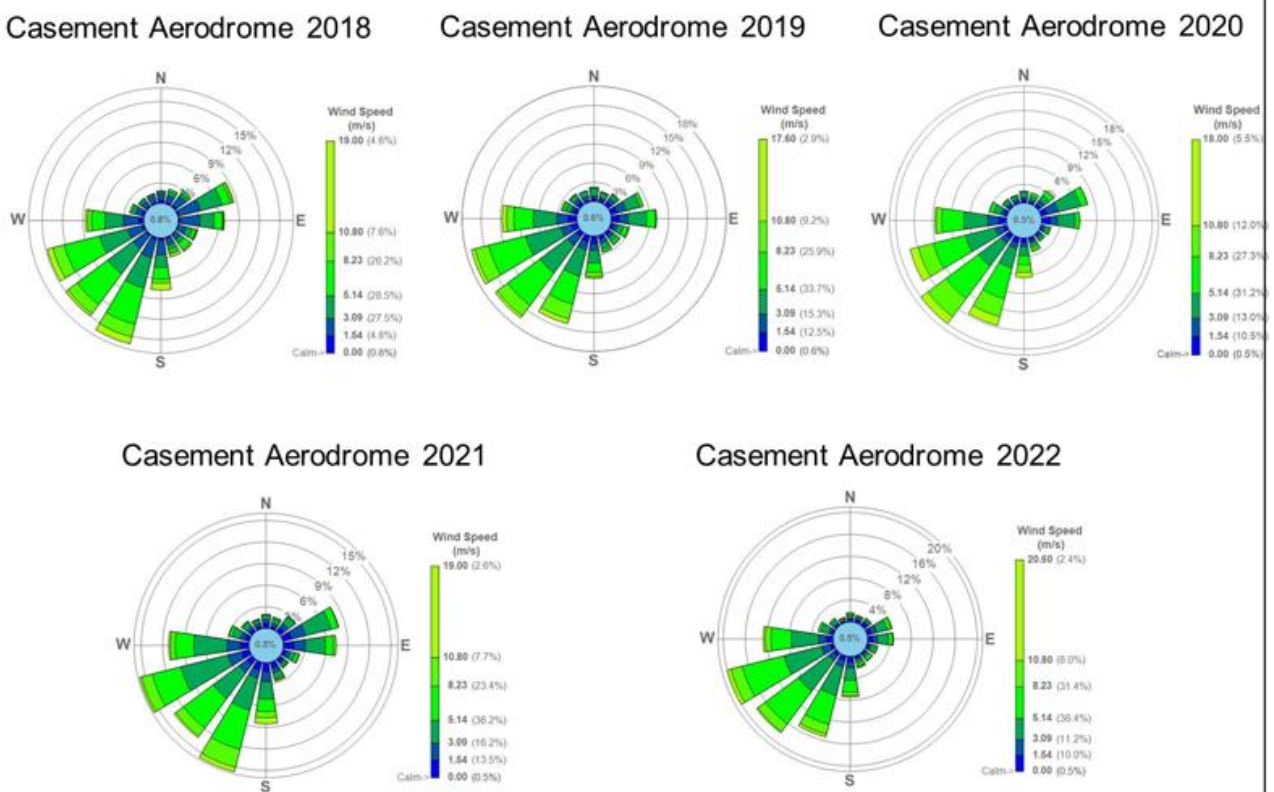 Casement Aerodrome 2018
N
W
E
S
15%
12%
9%
6%
0.8%
Wind Speed
(m/s)
19.00 (4.6%)
10.80 (7.6%)
8.23 (26.2%)
5.14 (28.5%)
3.09 (27.5%)
1.54 (4.8%)
Calm-> 0.00 (0.8%)
Casement Aerodrome 2019
N
W
E
S
18%
15%
12%
9%
6%
3%
0.6%
Wind Speed
(m/s)
17.60 (2.9%)
10.80 (9.2%)
8.23 (25.9%)
5.14 (33.7%)
3.09 (15.3%)
1.54 (12.5%)
Calm-> 0.00 (0.6%)
Casement Aerodrome 2020
N
W
E
S
18%
15%
12%
9%
6%
0.5%
Wind Speed
(m/s)
18.00 (5.5%)
10.80 (12.0%)
8.23 (27.3%)
5.14 (31.2%)
3.09 (13.0%)
1.54 (10.5%)
Calm-> 0.00 (0.5%)
Casement Aerodrome 2021
N
W
E
S
15%
12%
9%
6%
0.5%
Wind Speed
(m/s)
19.00 (2.6%)
10.80 (7.7%)
8.23 (23.4%)
5.14 (36.2%)
3.09 (16.2%)
1.54 (13.5%)
Calm-> 0.00 (0.5%)
Casement Aerodrome 2022
N
W
E
S
20%
16%
12%
8%
4%
0.5%
Wind Speed
(m/s)
20.60 (2.4%)
10.80 (8.0%)
8.23 (31.4%)
5.14 (36.4%)
3.09 (11.2%)
1.54 (10.0%)
Calm-> 0.00 (0.5%)